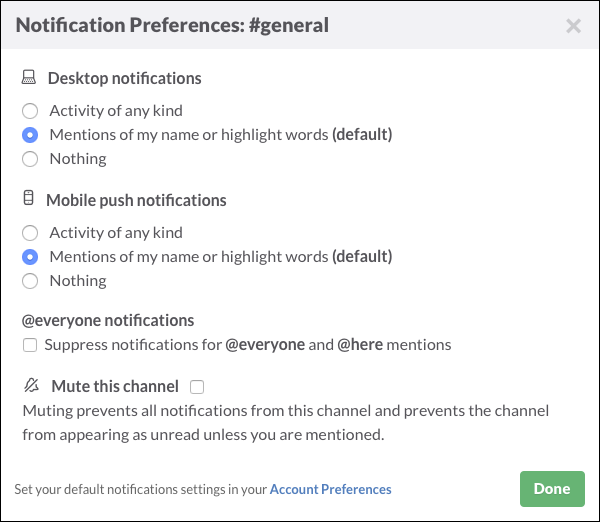 Notification Preferences: #general
Desktop notifications
Activity of any kind
Mentions of my name or highlight words (default)
Nothing
Mobile push notifications
Activity of any kind
Mentions of my name or highlight words (default)
Nothing
@everyone notifications
Suppress notifications for @everyone and @here mentions
Mute this channel
Muting prevents all notifications from this channel and prevents the channel
from appearing as unread unless you are mentioned.
Set your default notifications settings in your Account Preferences
Done